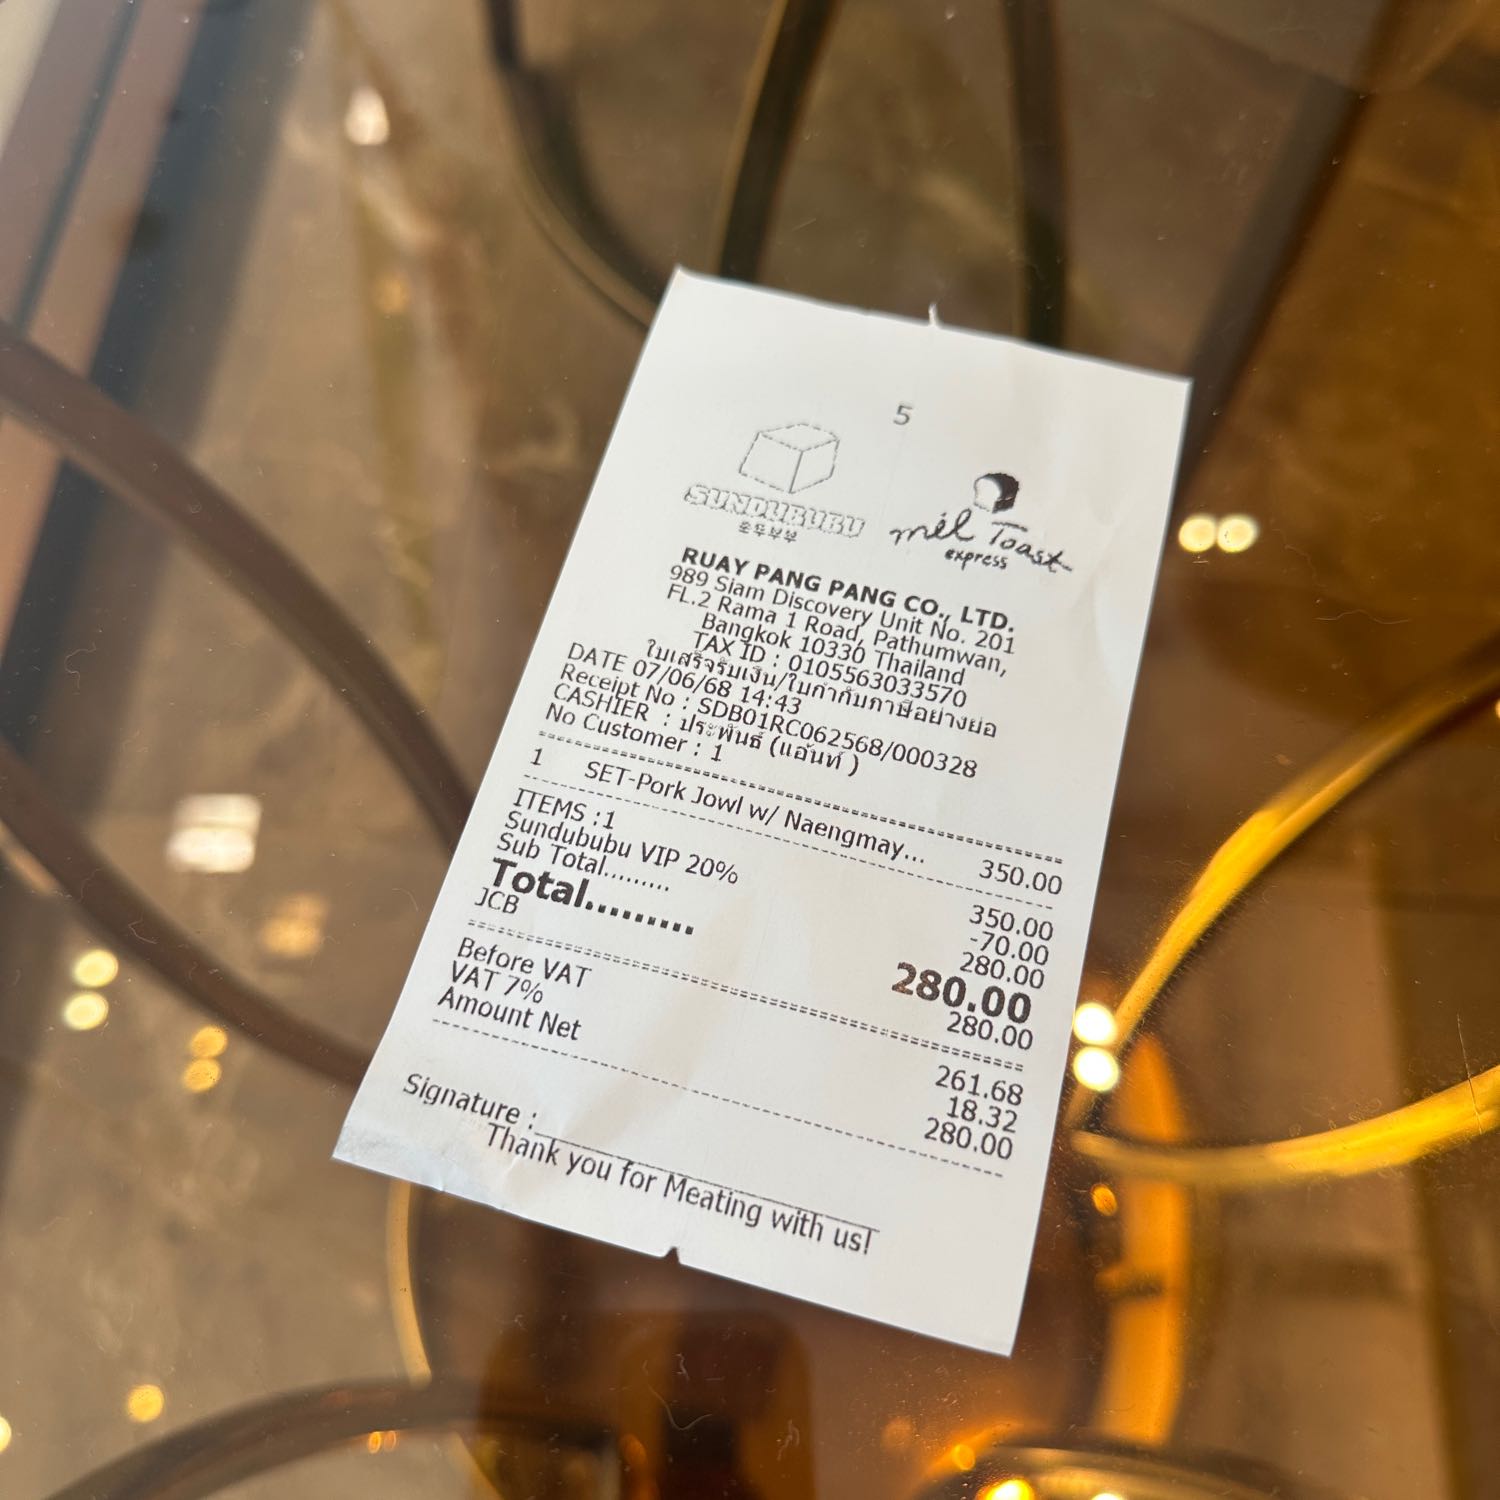 5
SUNDUBUBU
순두부부
mél Toast
express
RUAY PANG PANG CO., LTD.
989 Siam Discovery Unit No. 201
FL.2 Rama 1 Road, Pathumwan,
Bangkok 10330 Thailand
TAX ID : 0105563033570
ใบเสร็จรับเงิน/ใบกำกับภาษีอย่างย่อ
DATE 07/06/68 14:43
Receipt No : SDB01RC062568/000328
CASHIER : ประพันธ์ (แอ้นท์ )
No Customer : 1
1 SET-Pork Jowl w/ Naengmay... 350.00
ITEMS :1 350.00
Sundububu VIP 20% -70.00
Sub Total......... 280.00
Total......... 280.00
JCB 280.00
Before VAT 261.68
VAT 7% 18.32
Amount Net 280.00
Signature :
Thank you for Meating with us!